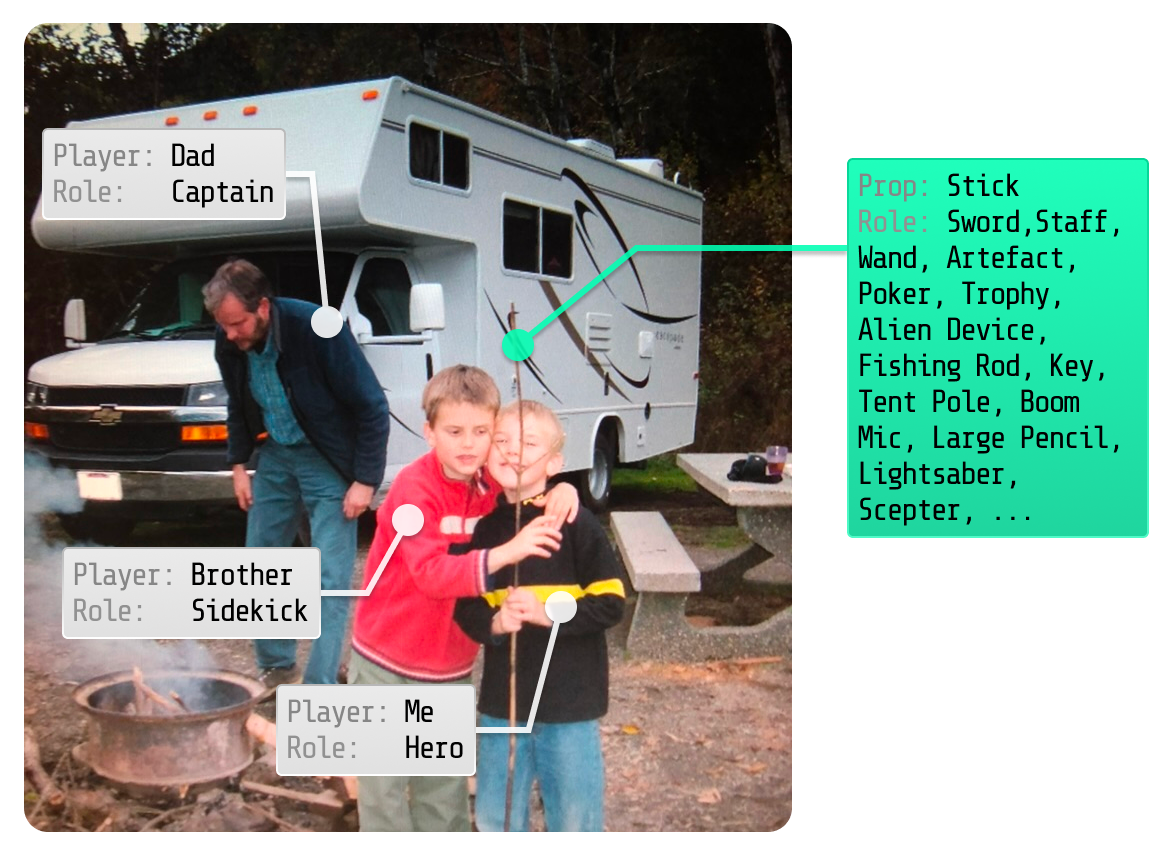 Player: Dad
Role: Captain
Prop: Stick
Role: Sword,Staff,
Wand, Artefact,
Poker, Trophy,
Alien Device,
Fishing Rod, Key,
Tent Pole, Boom
Mic, Large Pencil,
Lightsaber,
Scepter, ...
Player: Brother
Role: Sidekick
Player: Me
Role: Hero